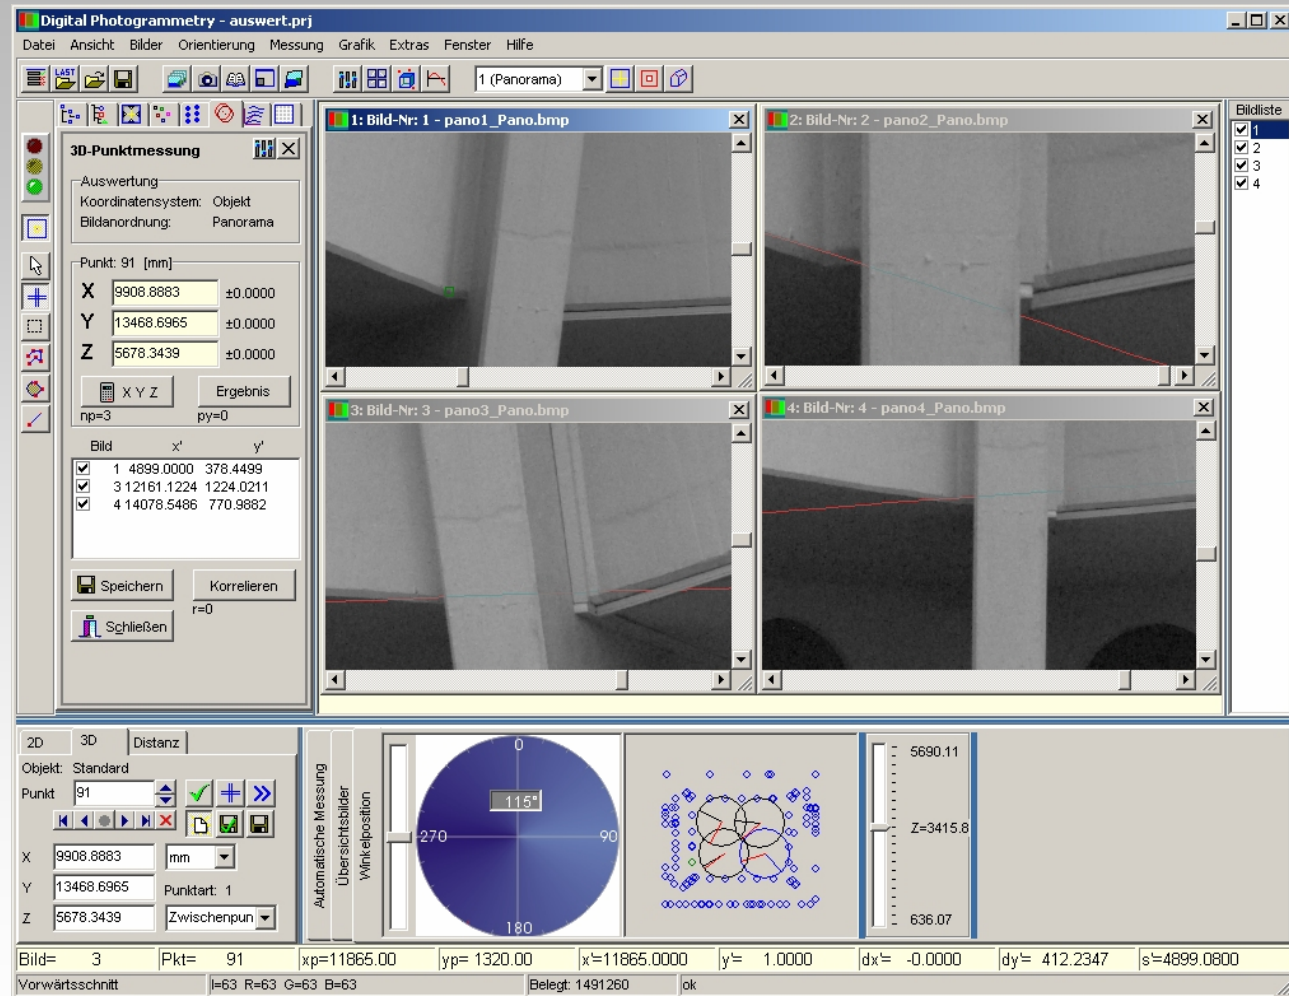 Digital Photogrammetry - auswert.prj
Datei Ansicht Bilder Orientierung Messung Grafik Extras Fenster Hilfe
LAST
1 (Panorama)
3D-Punktmessung
Auswertung
Koordinatensystem: Objekt
Bildanordnung: Panorama
Punkt: 91 [mm]
X 9908.8883 ±0.0000
Y 13468.6965 ±0.0000
Z 5678.3439 ±0.0000
X Y Z Ergebnis
np=3 py=0
Bild x' y'
1 4899.0000 378.4499
3 12161.1224 1224.0211
4 14078.5486 770.9882
Speichern Korrelieren
r=0
Schließen
1: Bild-Nr: 1 - pano1_Pano.bmp
2: Bild-Nr: 2 - pano2_Pano.bmp
3: Bild-Nr: 3 - pano3_Pano.bmp
4: Bild-Nr: 4 - pano4_Pano.bmp
Bildliste
1
2
3
4
2D 3D Distanz
Objekt: Standard
Punkt 91
X 9908.8883 mm
Y 13468.6965 Punktart: 1
Z 5678.3439 Zwischenpun
Automatische Messung
Übersichtsbilder
Winkelposition
0
115°
270 90
180
5690.11
Z=3415.8
636.07
Bild= 3 Pkt= 91 xp=11865.00 yp= 1320.00 x'=11865.0000 y'= 1.0000 dx'= -0.0000 dy'= 412.2347 s'=4899.0800
Vorwärtsschnitt I=63 R=63 G=63 B=63 Belegt: 1491260 ok